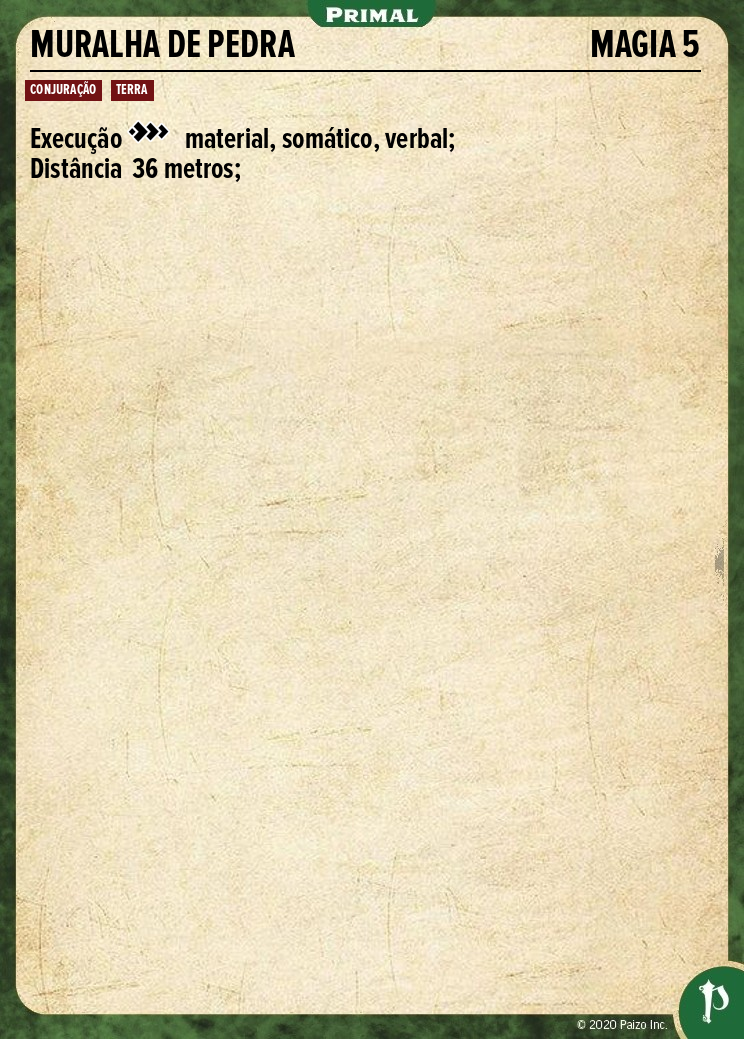 PRIMAL
MURALHA DE PEDRA MAGIA 5
CONJURAÇÃO TERRA
Execução material, somático, verbal;
Distância 36 metros;
© 2020 Paizo Inc.